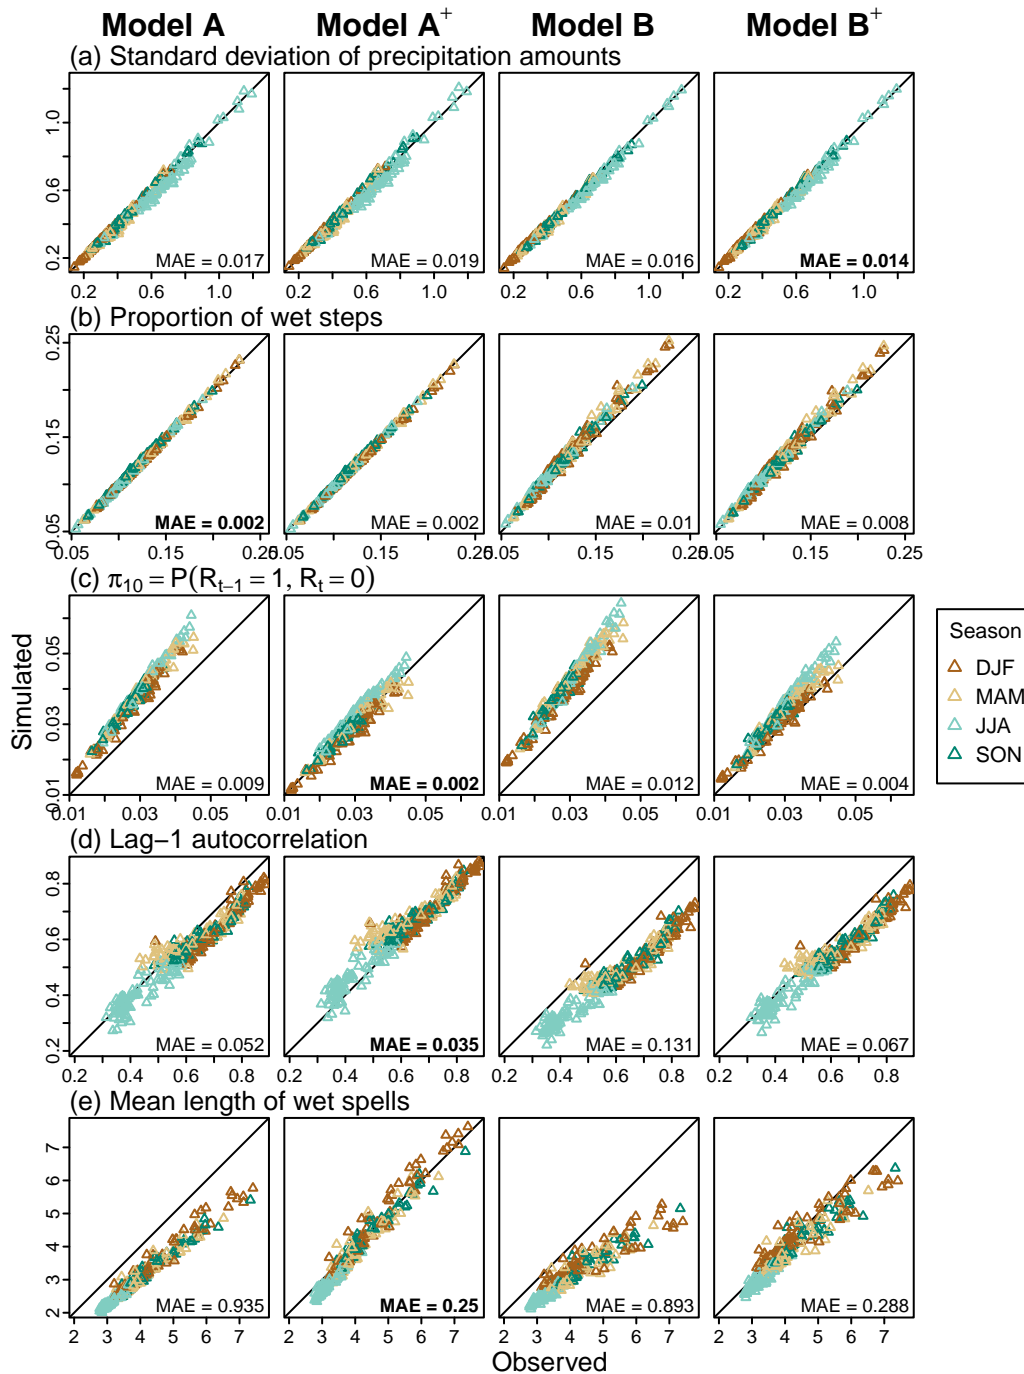 Model A Model A+ Model B Model B+
(a) Standard deviation of precipitation amounts
0.2 0.6 1.0
MAE = 0.017 MAE = 0.019 MAE = 0.016 MAE = 0.014
0.2 0.6 1.0 0.2 0.6 1.0 0.2 0.6 1.0 0.2 0.6 1.0
(b) Proportion of wet steps
0.05 0.15 0.25
MAE = 0.002 MAE = 0.002 MAE = 0.01 MAE = 0.008
0.05 0.15 0.25 0.05 0.15 0.25 0.05 0.15 0.25 0.05 0.15 0.25
(c) π10 = P(Rt−1 = 1, Rt = 0)
0.01 0.03 0.05
MAE = 0.009 MAE = 0.002 MAE = 0.012 MAE = 0.004
0.01 0.03 0.05 0.01 0.03 0.05 0.01 0.03 0.05 0.01 0.03 0.05
Simulated
Season
DJF
MAM
JJA
SON
(d) Lag−1 autocorrelation
0.2 0.4 0.6 0.8
MAE = 0.052 MAE = 0.035 MAE = 0.131 MAE = 0.067
0.2 0.4 0.6 0.8 0.2 0.4 0.6 0.8 0.2 0.4 0.6 0.8 0.2 0.4 0.6 0.8
(e) Mean length of wet spells
2 3 4 5 6 7
MAE = 0.935 MAE = 0.25 MAE = 0.893 MAE = 0.288
2 3 4 5 6 7 2 3 4 5 6 7 2 3 4 5 6 7 2 3 4 5 6 7
Observed